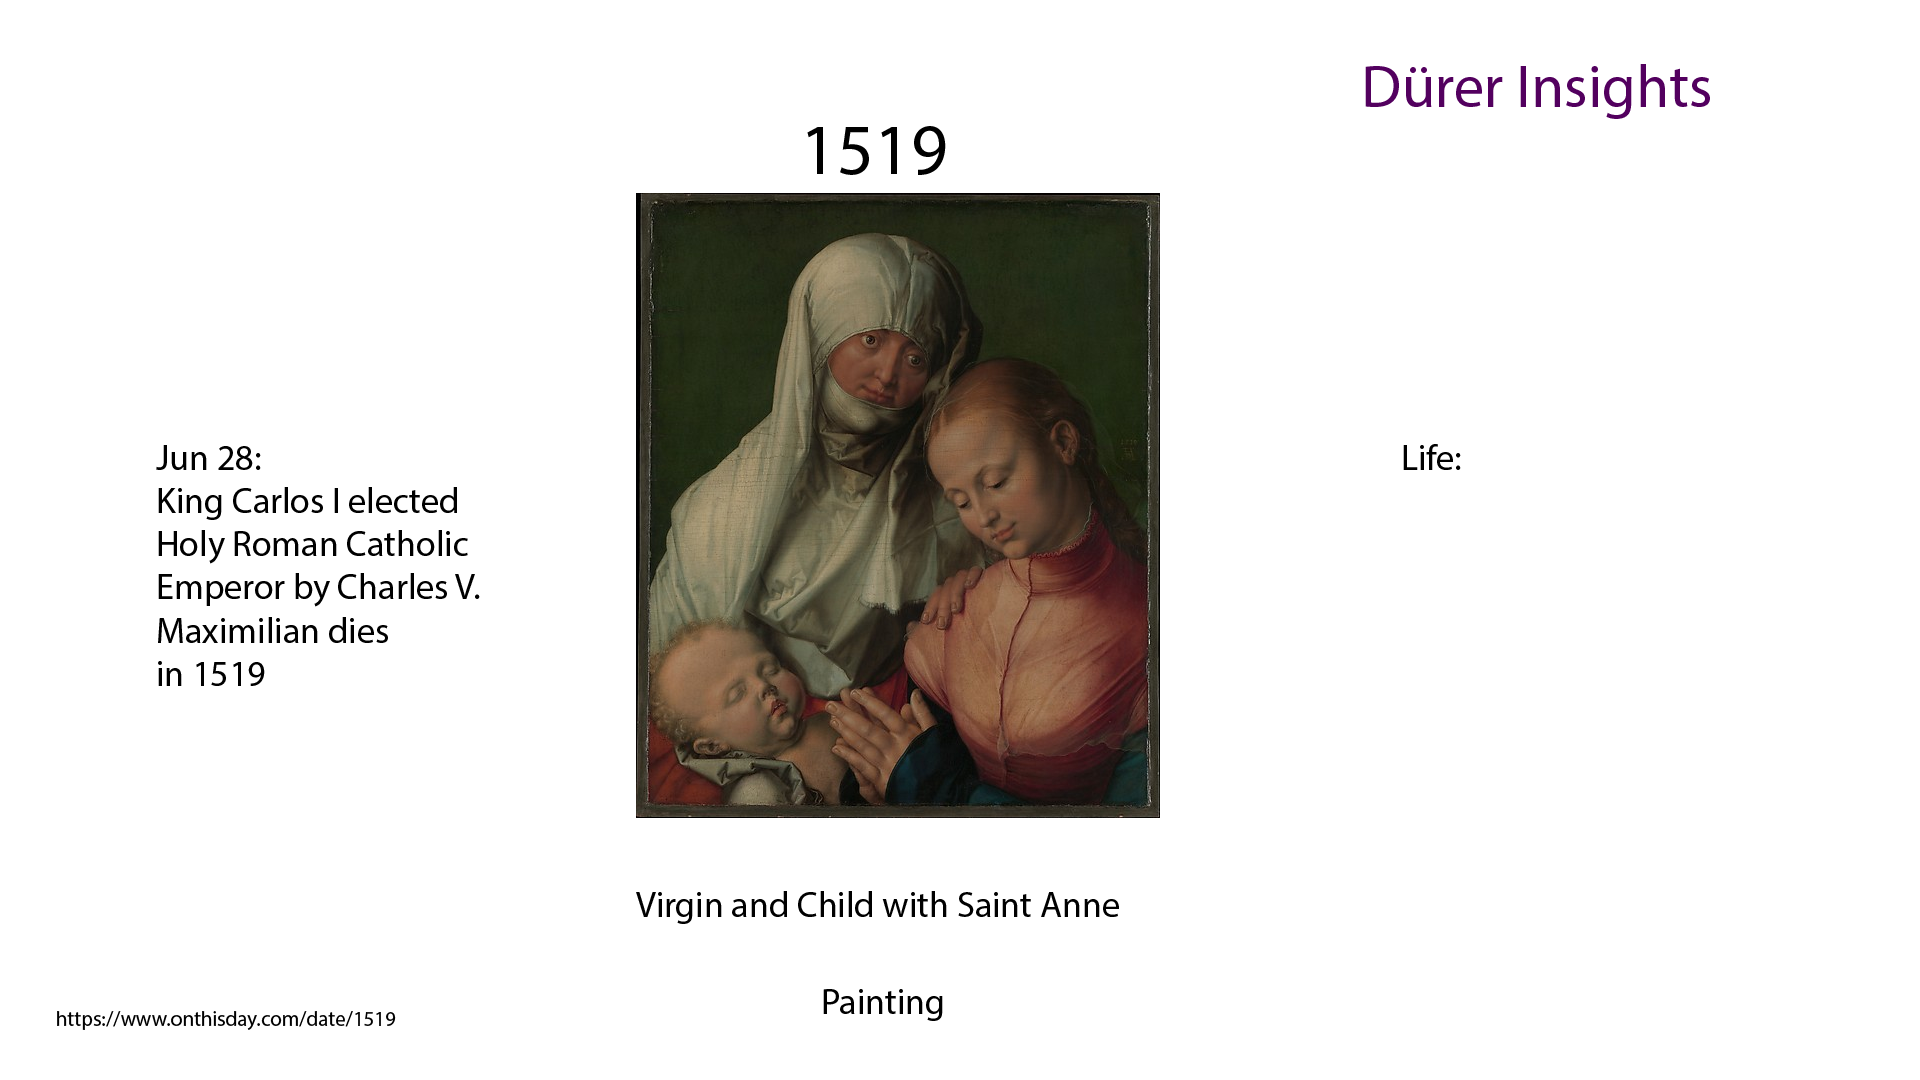 Dürer Insights
1519
Jun 28:
King Carlos I elected
Holy Roman Catholic
Emperor by Charles V.
Maximilian dies
in 1519
Life:
Virgin and Child with Saint Anne
Painting
https://www.onthisday.com/date/1519